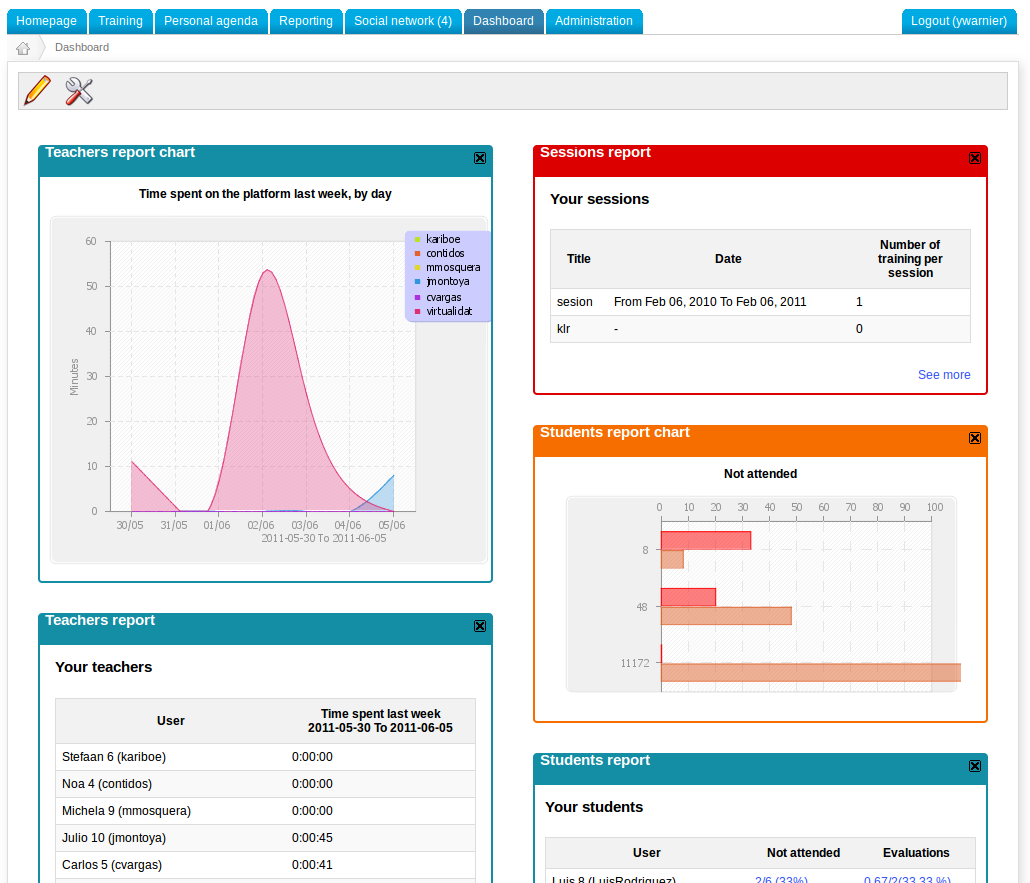 Homepage Training Personal agenda Reporting Social network (4) Dashboard Administration Logout (ywarnier)
Dashboard
Teachers report chart
Time spent on the platform last week, by day
kariboe
contidos
mmosquera
jmontoya
cvargas
virtualidat
60
50
40
30
20
10
0
Minutes
30/05 31/05 01/06 02/06 03/06 04/06 05/06
2011-05-30 To 2011-06-05
Teachers report
Your teachers
User Time spent last week
2011-05-30 To 2011-06-05
Stefaan 6 (kariboe) 0:00:00
Noa 4 (contidos) 0:00:00
Michela 9 (mmosquera) 0:00:00
Julio 10 (jmontoya) 0:00:45
Carlos 5 (cvargas) 0:00:41
Sessions report
Your sessions
Title Date Number of
training per
session
sesion From Feb 06, 2010 To Feb 06, 2011 1
klr - 0
See more
Students report chart
Not attended
0 10 20 30 40 50 60 70 80 90 100
8
48
11172
Students report
Your students
User Not attended Evaluations
Luis 8 (LuisRodriguez) 2/6 (33%) 0.67/2(33.33 %)